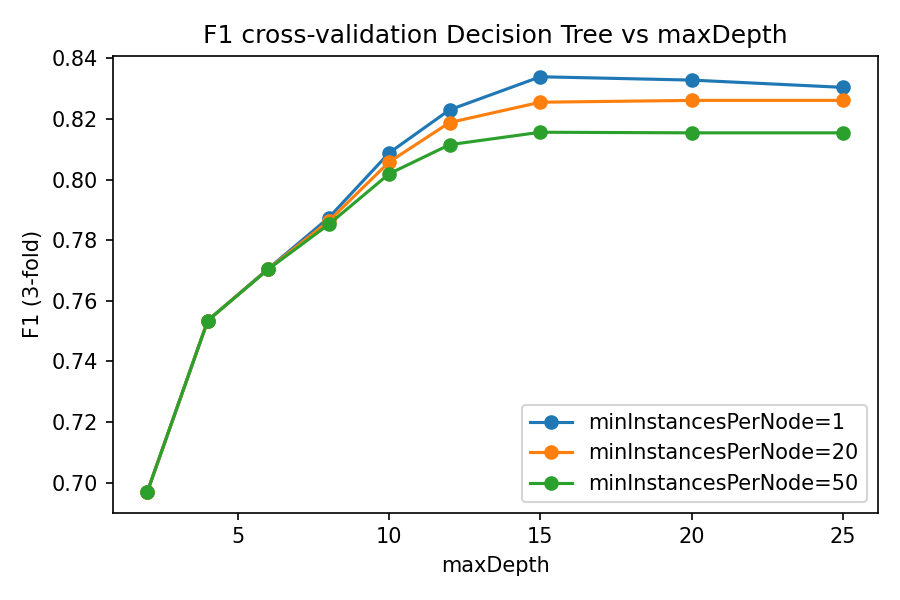 F1 cross-validation Decision Tree vs maxDepth
F1 (3-fold)
0.84
0.82
0.80
0.78
0.76
0.74
0.72
0.70
minInstancesPerNode=1
minInstancesPerNode=20
minInstancesPerNode=50
5
10
15
20
25
maxDepth